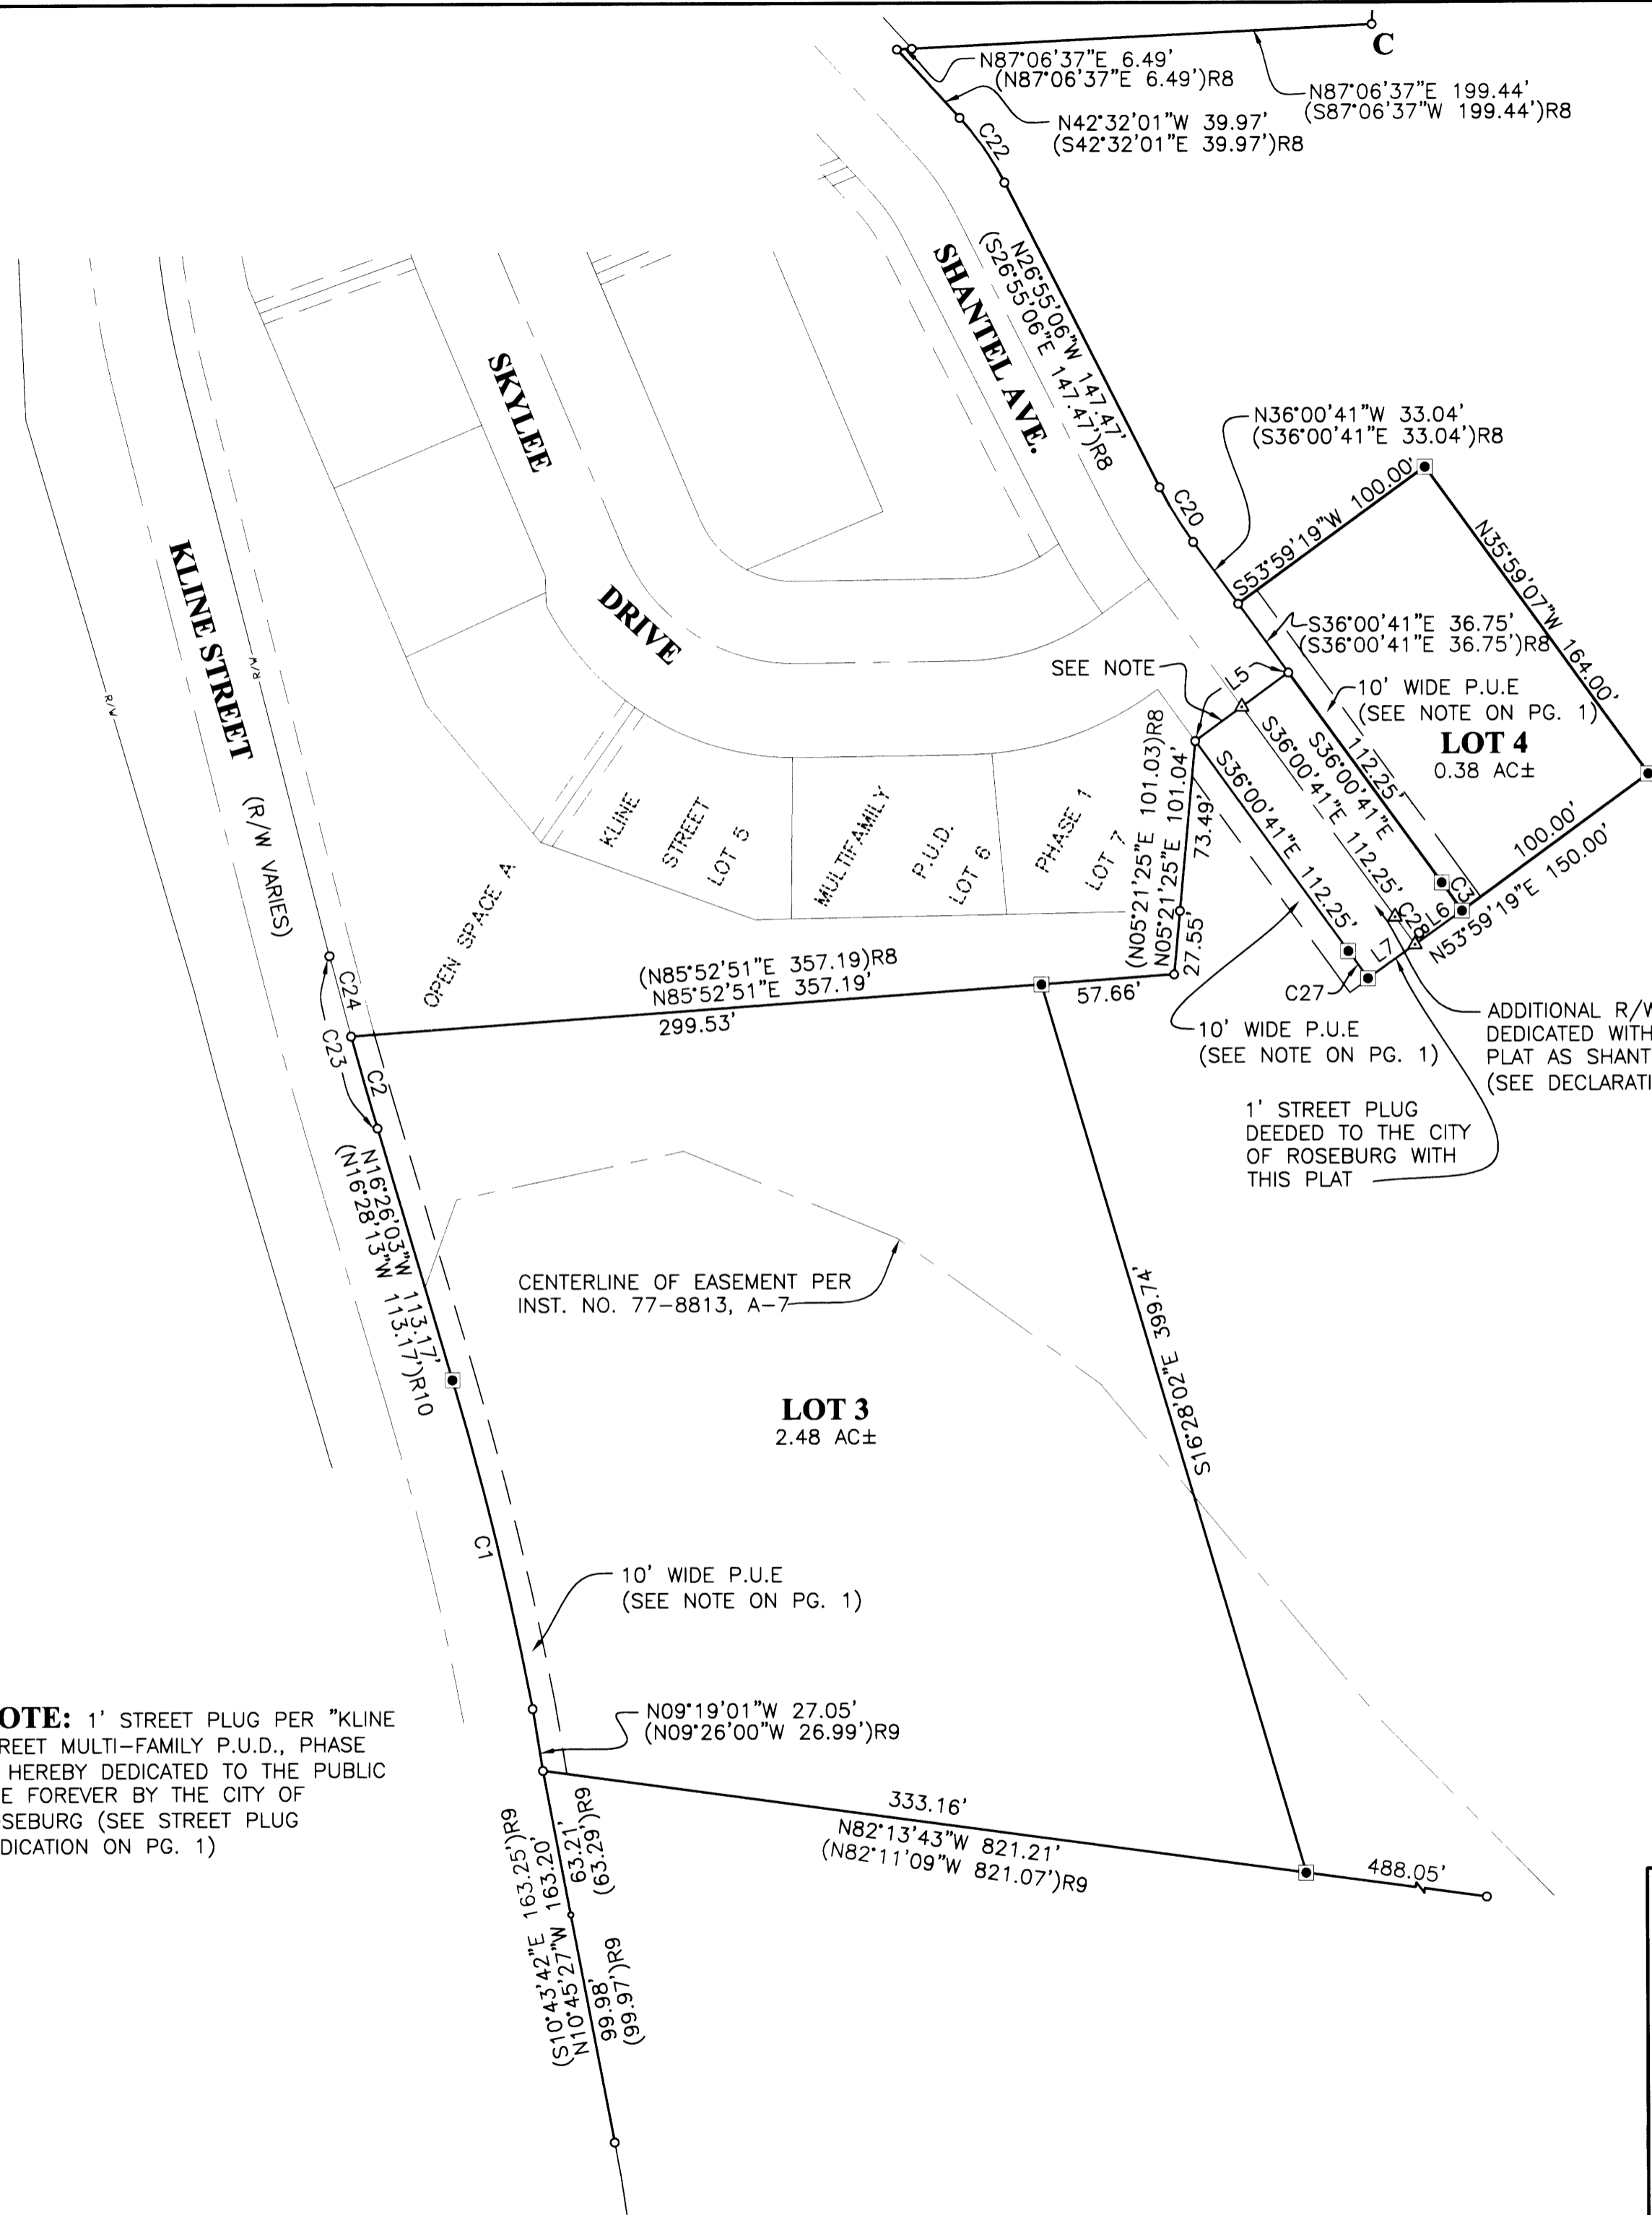 C
N87°06'37"E 6.49'
(N87°06'37"E 6.49')R8
N87°06'37"E 199.44'
(S87°06'37"W 199.44')R8
N42°32'01"W 39.97'
(S42°32'01"E 39.97')R8
C22
N26°55'06"W 147.47'
(S26°55'06"E 147.47')R8
SHANTEL AVE.
SKYLEE
DRIVE
KLINE STREET
(R/W VARIES)
R/W
R/W
N36°00'41"W 33.04'
(S36°00'41"E 33.04')R8
C20
S53°59'19"W 100.00'
N35°59'07"W 164.00'
S36°00'41"E 36.75'
(S36°00'41"E 36.75')R8
SEE NOTE
L5
10' WIDE P.U.E
(SEE NOTE ON PG. 1)
LOT 4
0.38 AC±
112.25'
S36°00'41"E
S36°00'41"E 112.25'
S36°00'41"E 112.25'
100.00'
N53°59'19"E 150.00'
C3
L6
C28
L7
C27
(N05°21'25"E 101.03)R8
N05°21'25"E 101.04'
73.49'
27.55'
KLINE
STREET
LOT 5
MULTIFAMILY
P.U.D.
LOT 6
PHASE 1
LOT 7
OPEN SPACE A
(N85°52'51"E 357.19)R8
N85°52'51"E 357.19'
299.53'
57.66'
10' WIDE P.U.E
(SEE NOTE ON PG. 1)
ADDITIONAL R/W
DEDICATED WITH
PLAT AS SHANT
(SEE DECLARATI
1' STREET PLUG
DEEDED TO THE CITY
OF ROSEBURG WITH
THIS PLAT
C24
C23
C2
N16°26'03"W 113.17'
(N16°28'13"W 113.17')R10
CENTERLINE OF EASEMENT PER
INST. NO. 77-8813, A-7
S16°28'02"E 399.74'
LOT 3
2.48 AC±
C1
10' WIDE P.U.E
(SEE NOTE ON PG. 1)
N09°19'01"W 27.05'
(N09°26'00"W 26.99')R9
OTE: 1' STREET PLUG PER "KLINE
REET MULTI-FAMILY P.U.D., PHASE
HEREBY DEDICATED TO THE PUBLIC
E FOREVER BY THE CITY OF
SEBURG (SEE STREET PLUG
DICATION ON PG. 1)
333.16'
N82°13'43"W 821.21'
(N82°11'09"W 821.07')R9
488.05'
(S10°43'42"E 163.25')R9
N10°45'27"W 163.20'
63.21'
(63.29')R9
99.98'
(99.97')R9